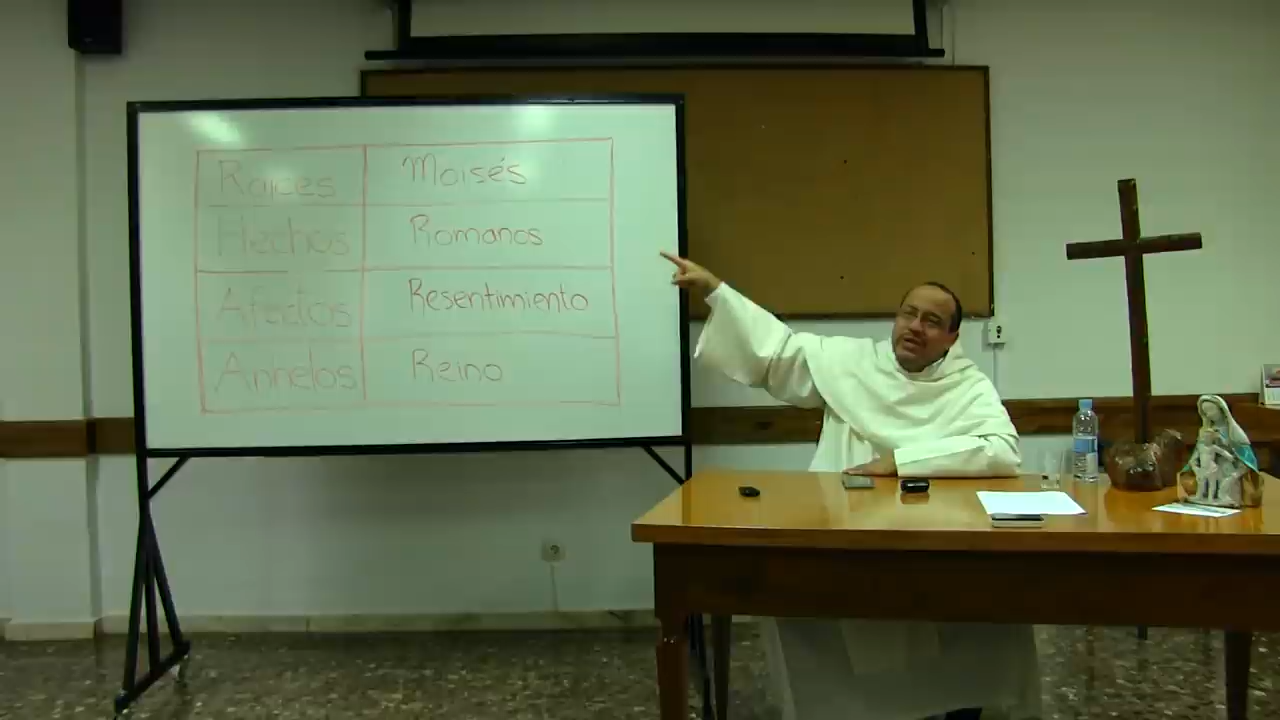 Raices Moisés
Hechos Romanos
Afectos Resentimiento
Anhelos Reino